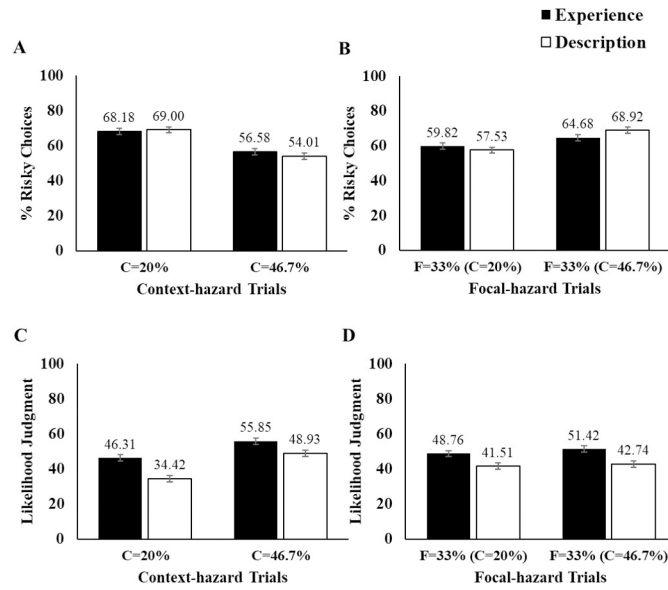 Experience
Description
A
B
100
80
60
40
20
0
% Risky Choices
68.18
69.00
56.58
54.01
C=20%
C=46.7%
Context-hazard Trials
100
80
60
40
20
0
% Risky Choices
59.82
57.53
64.68
68.92
F=33% (C=20%)
F=33% (C=46.7%)
Focal-hazard Trials
C
D
100
80
60
40
20
0
Likelihood Judgment
46.31
34.42
55.85
48.93
C=20%
C=46.7%
Context-hazard Trials
100
80
60
40
20
0
Likelihood Judgment
48.76
41.51
51.42
42.74
F=33% (C=20%)
F=33% (C=46.7%)
Focal-hazard Trials